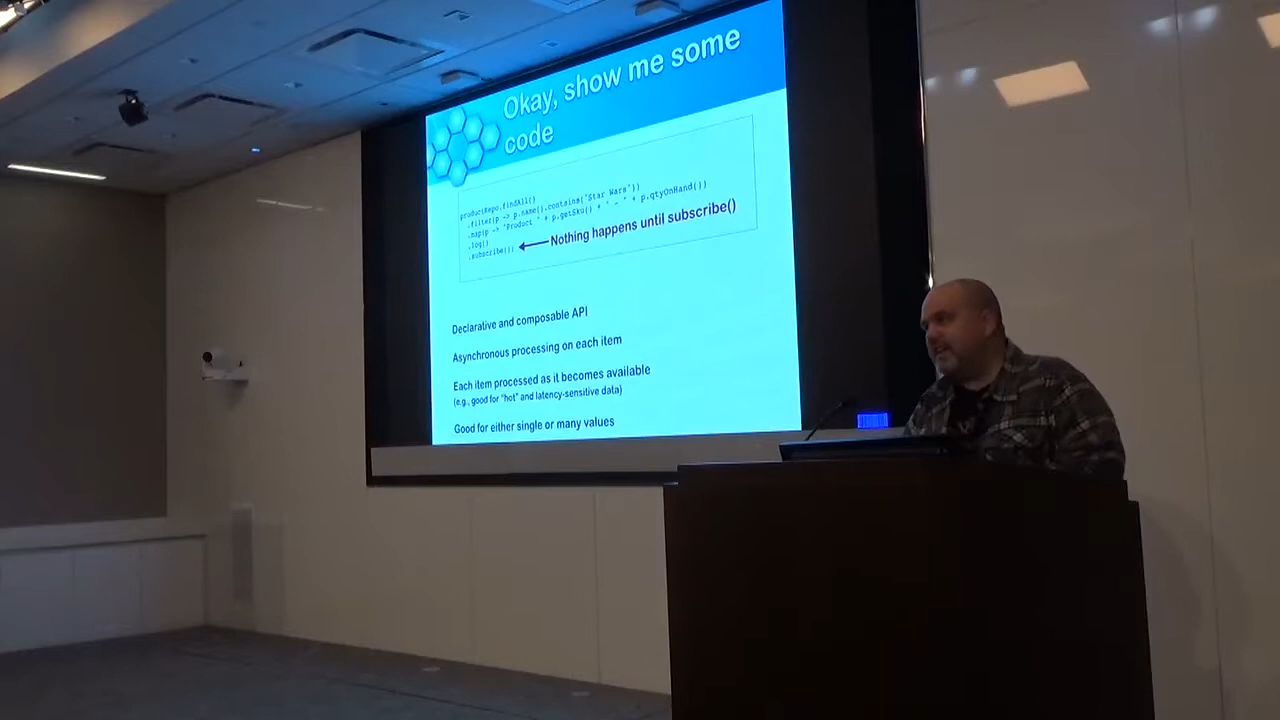 Okay, show me some
code
productRepo.findAll()
.filter(p -> p.name().contains("Star Wars"))
.map(p -> "Product " + p.getSku() + " - " + p.qtyOnHand())
.log()
.subscribe();
Nothing happens until subscribe()
Declarative and composable API
Asynchronous processing on each item
Each item processed as it becomes available
(e.g., good for "hot" and latency-sensitive data)
Good for either single or many values